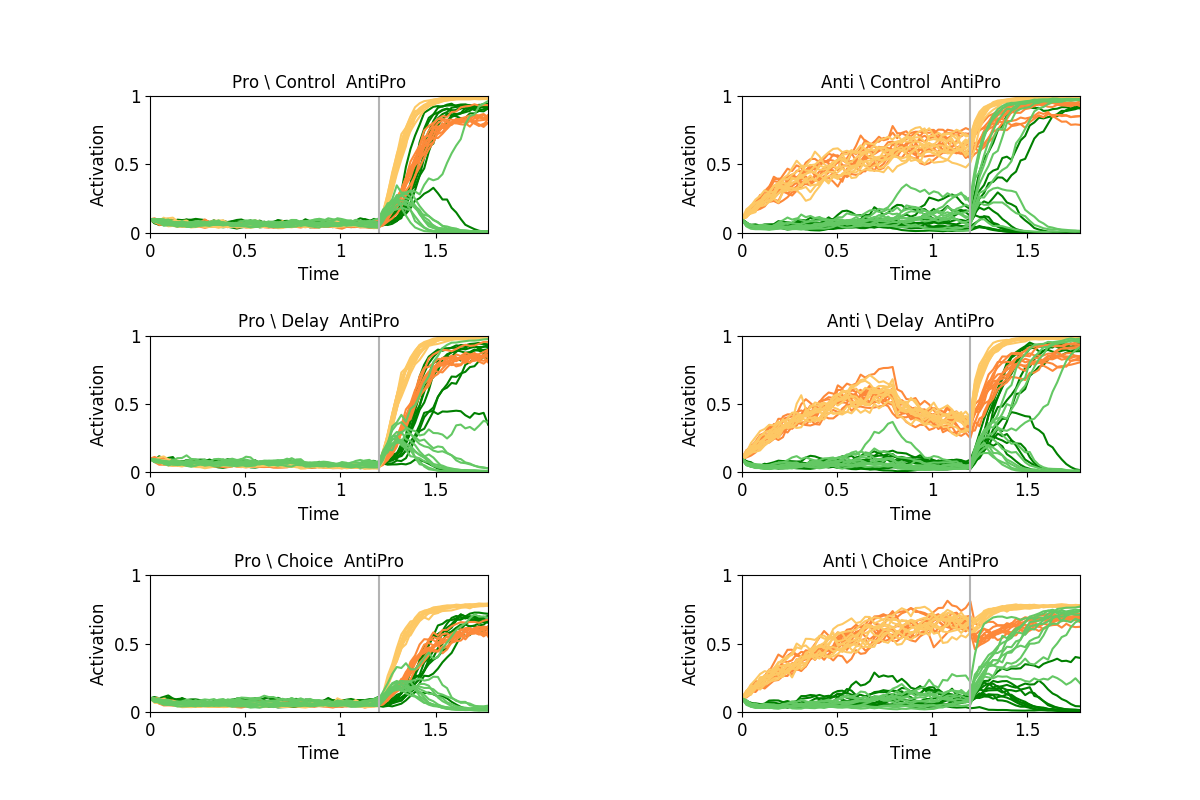 Pro \ Control  AntiPro
1
0.5
0
Activation
0
0.5
1
1.5
Time
Anti \ Control  AntiPro
1
0.5
0
Activation
0
0.5
1
1.5
Time
Pro \ Delay  AntiPro
1
0.5
0
Activation
0
0.5
1
1.5
Time
Anti \ Delay  AntiPro
1
0.5
0
Activation
0
0.5
1
1.5
Time
Pro \ Choice  AntiPro
1
0.5
0
Activation
0
0.5
1
1.5
Time
Anti \ Choice  AntiPro
1
0.5
0
Activation
0
0.5
1
1.5
Time